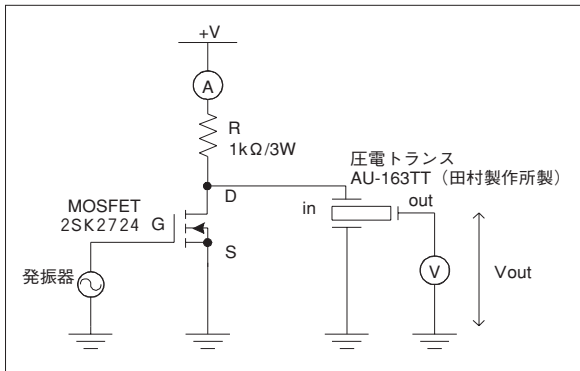 +V
A
R
1kΩ/3W
圧電トランス
AU-163TT（田村製作所製）
D
in
out
MOSFET
2SK2724
G
S
V
Vout
発振器